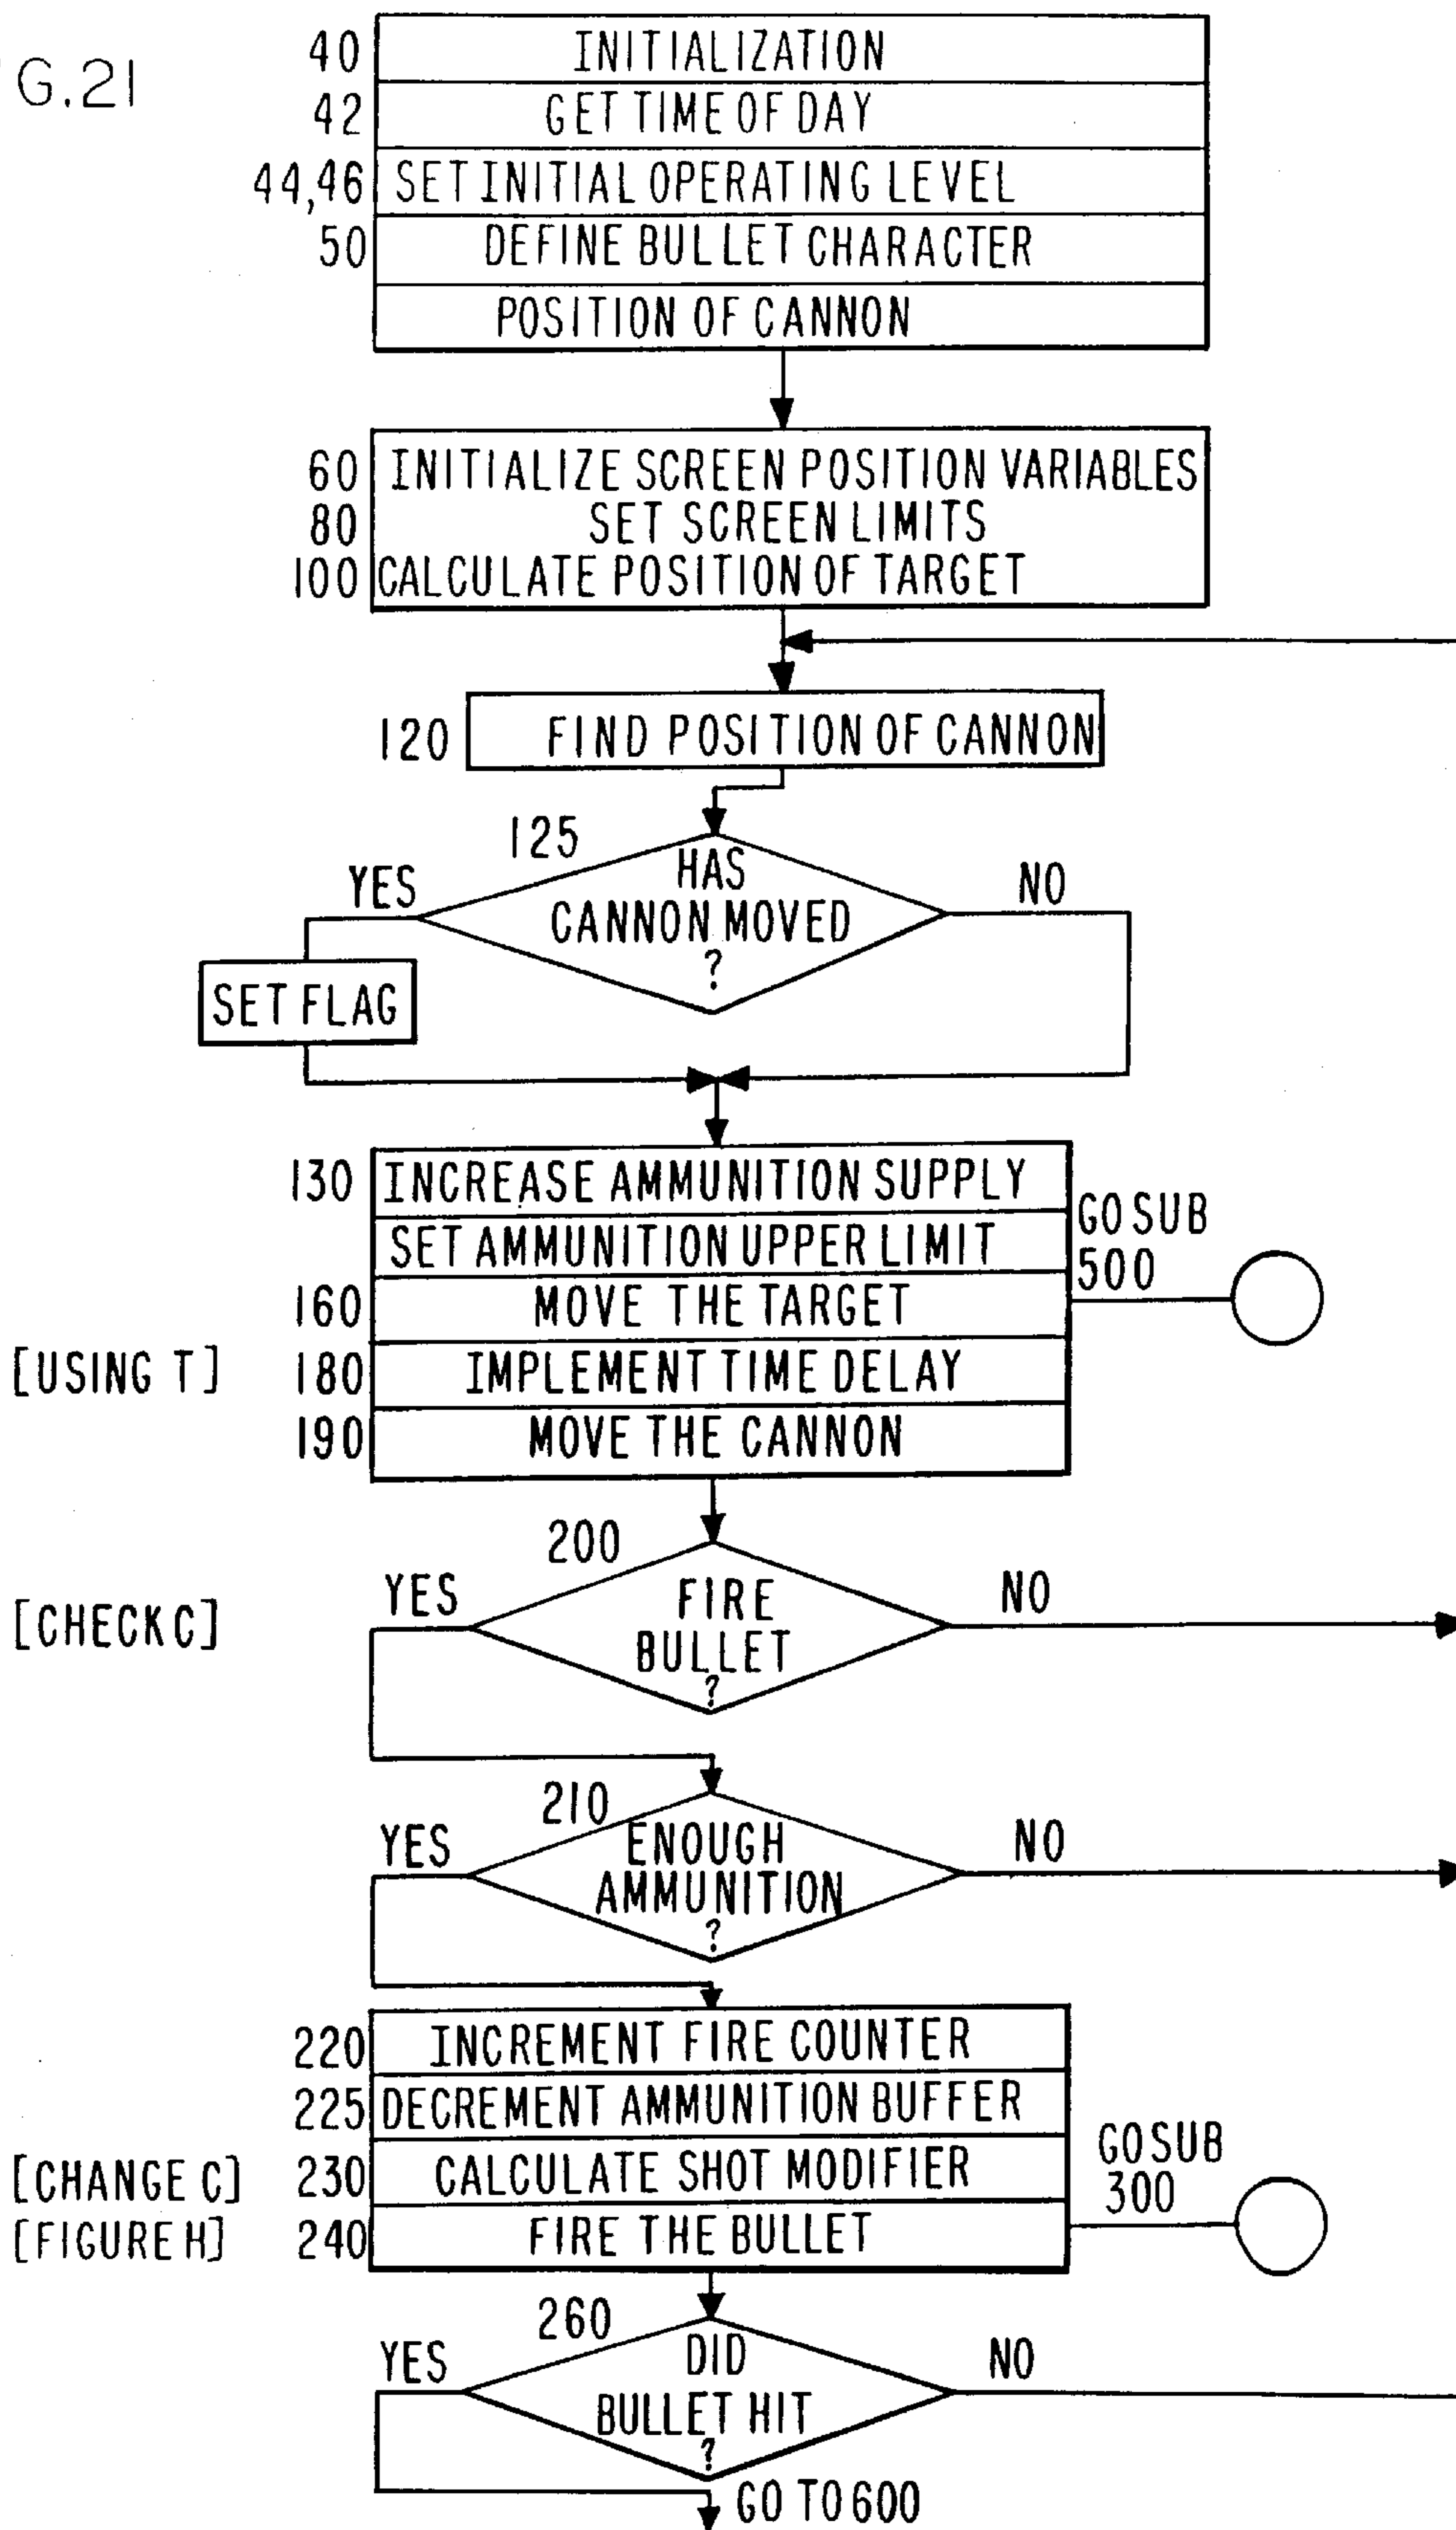 G.21
40 INITIALIZATION
42 GET TIME OF DAY
44,46 SET INITIAL OPERATING LEVEL
50 DEFINE BULLET CHARACTER
POSITION OF CANNON
60 INITIALIZE SCREEN POSITION VARIABLES
80 SET SCREEN LIMITS
100 CALCULATE POSITION OF TARGET
120 FIND POSITION OF CANNON
125
YES HAS NO
CANNON MOVED
?
SET FLAG
130 INCREASE AMMUNITION SUPPLY
SET AMMUNITION UPPER LIMIT
GO SUB
500
160 MOVE THE TARGET
[USING T] 180 IMPLEMENT TIME DELAY
190 MOVE THE CANNON
200
[CHECK C] YES FIRE NO
BULLET
?
210
YES ENOUGH NO
AMMUNITION
?
220 INCREMENT FIRE COUNTER
225 DECREMENT AMMUNITION BUFFER
GO SUB
300
[CHANGE C] 230 CALCULATE SHOT MODIFIER
[FIGURE H] 240 FIRE THE BULLET
260
YES DID NO
BULLET HIT
?
GO TO 600